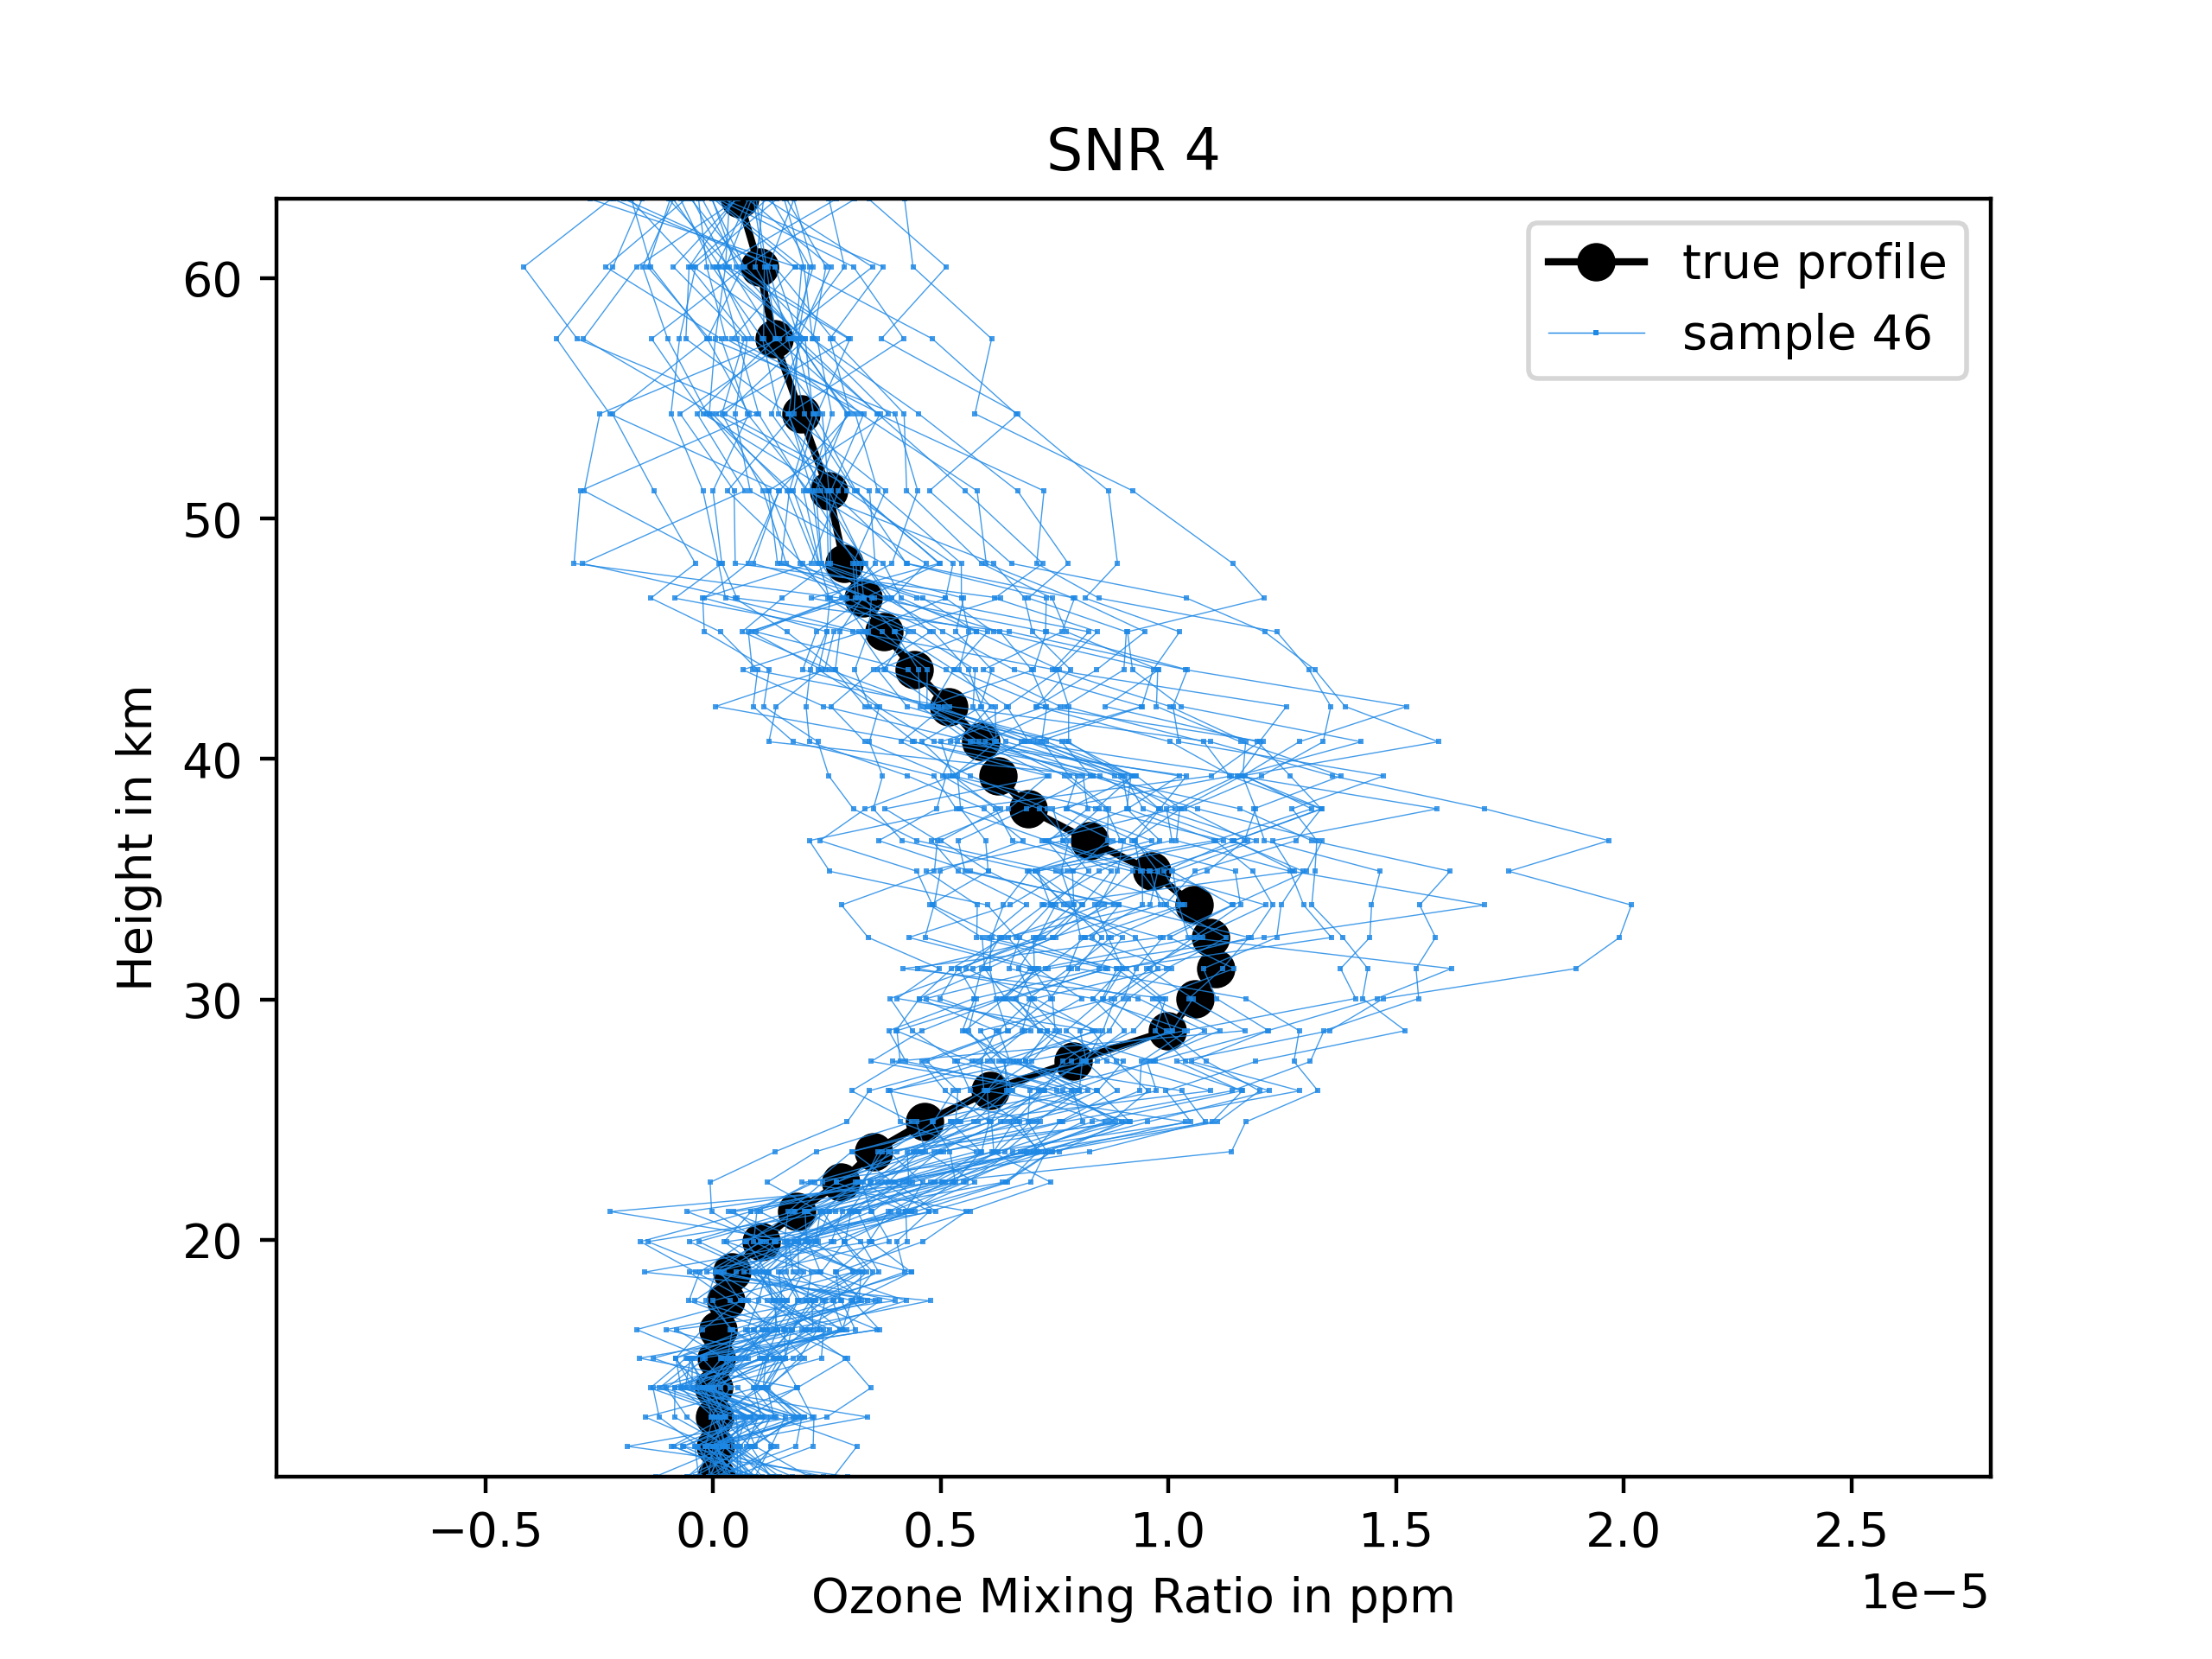 SNR 4
true profile
sample 46
60
50
40
30
20
Height in km
−0.5 0.0 0.5 1.0 1.5 2.0 2.5
1e−5
Ozone Mixing Ratio in ppm